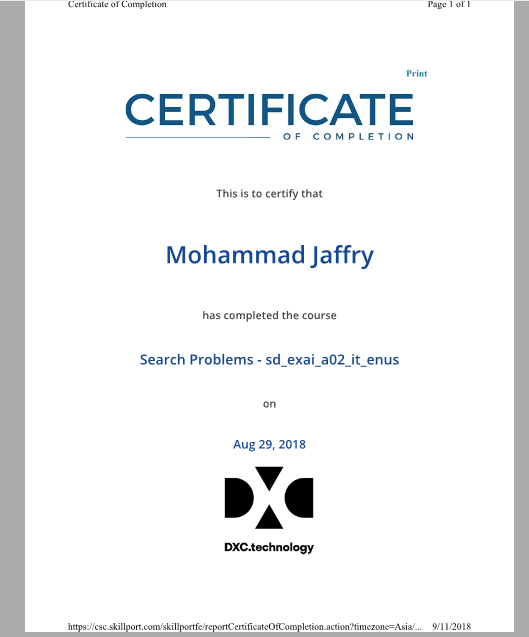 Certificate of Completion Page 1 of 1
Print
CERTIFICATE
OF COMPLETION
This is to certify that
Mohammad Jaffry
has completed the course
Search Problems - sd_exai_a02_it_enus
on
Aug 29, 2018
DXC
DXC.technology
https://csc.skillport.com/skillportfe/reportCertificateOfCompletion.action?timezone=Asia/... 9/11/2018